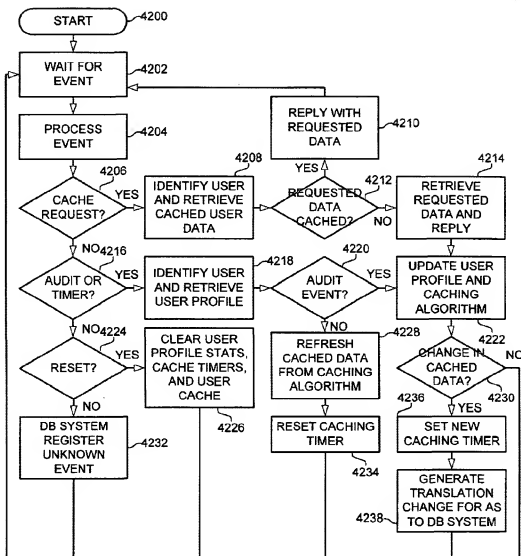 START
4200
WAIT FOR
EVENT
4202
PROCESS
EVENT
4204
REPLY WITH
REQUESTED
DATA
4210
YES
CACHE
REQUEST?
4206
YES
IDENTIFY USER
AND RETRIEVE
CACHED USER
DATA
4208
REQUESTED
DATA
CACHED?
4212
NO
RETRIEVE
REQUESTED
DATA AND
REPLY
4214
NO
AUDIT OR
TIMER?
4216
YES
IDENTIFY USER
AND RETRIEVE
USER PROFILE
4218
AUDIT
EVENT?
4220
YES
UPDATE USER
PROFILE AND
CACHING
ALGORITHM
4222
NO
RESET?
4224
YES
CLEAR USER
PROFILE STATS,
CACHE TIMERS,
AND USER
CACHE
4226
NO
REFRESH
CACHED DATA
FROM CACHING
ALGORITHM
4228
CHANGE IN
CACHED
DATA?
4230
NO
NO
DB SYSTEM
REGISTER
UNKNOWN
EVENT
4232
RESET CACHING
TIMER
4234
YES
SET NEW
CACHING TIMER
4236
GENERATE
TRANSLATION
CHANGE FOR AS
TO DB SYSTEM
4238